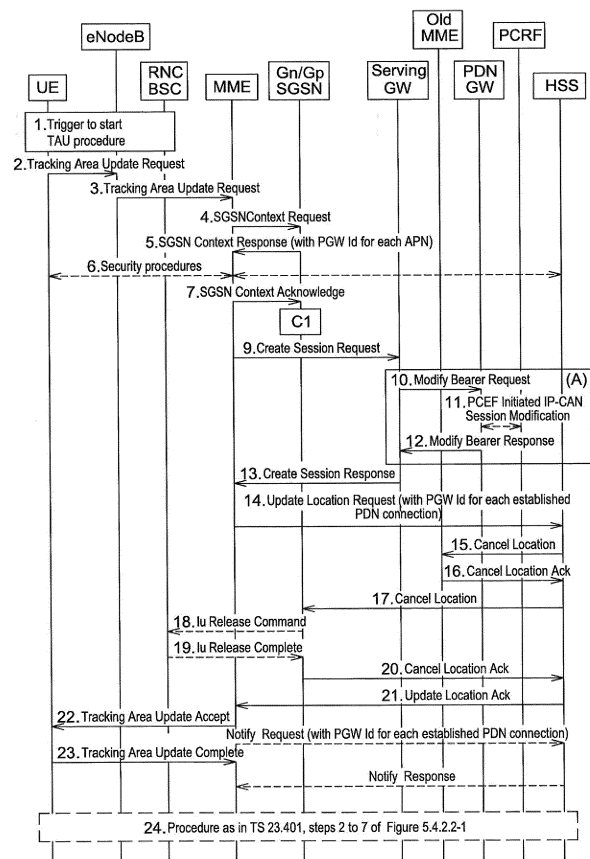 Old
MME
eNodeB
PCRF
UE
RNC
BSC
MME
Gn/Gp
SGSN
Serving
GW
PDN
GW
HSS
1. Trigger to start
TAU procedure
2. Tracking Area Update Request
3. Tracking Area Update Request
4. SGSNContext Request
5. SGSN Context Response (with PGW Id for each APN)
6. Security procedures
7. SGSN Context Acknowledge
C1
9. Create Session Request
10. Modify Bearer Request
(A)
11. PCEF Initiated IP-CAN
Session Modification
12. Modify Bearer Response
13. Create Session Response
14. Update Location Request (with PGW Id for each established
PDN connection)
15. Cancel Location
16. Cancel Location Ack
17. Cancel Location
18. Iu Release Command
19. Iu Release Complete
20. Cancel Location Ack
21. Update Location Ack
22. Tracking Area Update Accept
Notify Request (with PGW Id for each established PDN connection)
23. Tracking Area Update Complete
Notify Response
24. Procedure as in TS 23.401, steps 2 to 7 of Figure 5.4.2.2-1